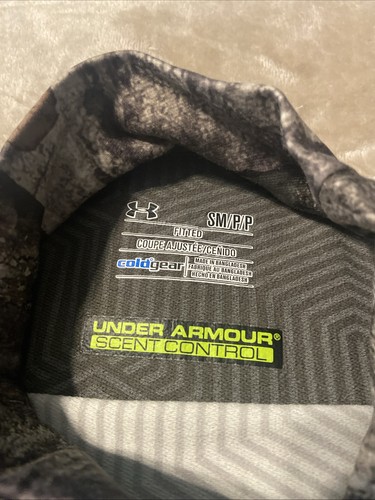 SM/P/P
FITTED
COUPE AJUSTÉE/CEÑIDO
coldgear
MADE IN BANGLADESH
FABRIQUÉ AU BANGLADESH
HECHO EN BANGLADESH
UNDER ARMOUR®
SCENT CONTROL